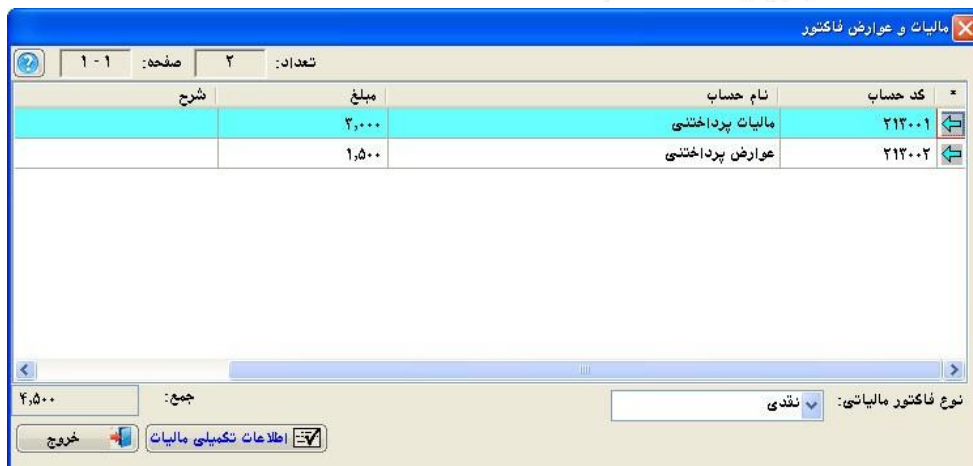 مالیات و عوارض فاکتور
تعداد: ۲ صفحه: ۱ - ۱
* کد حساب نام حساب مبلغ شرح
۲۱۳۰۰۱ مالیات پرداختنی ۳,۰۰۰
۲۱۳۰۰۲ عوارض پرداختنی ۱,۵۰۰
نوع فاکتور مالیاتی: نقدی جمع: ۴,۵۰۰
اطلاعات تکمیلی مالیات خروج